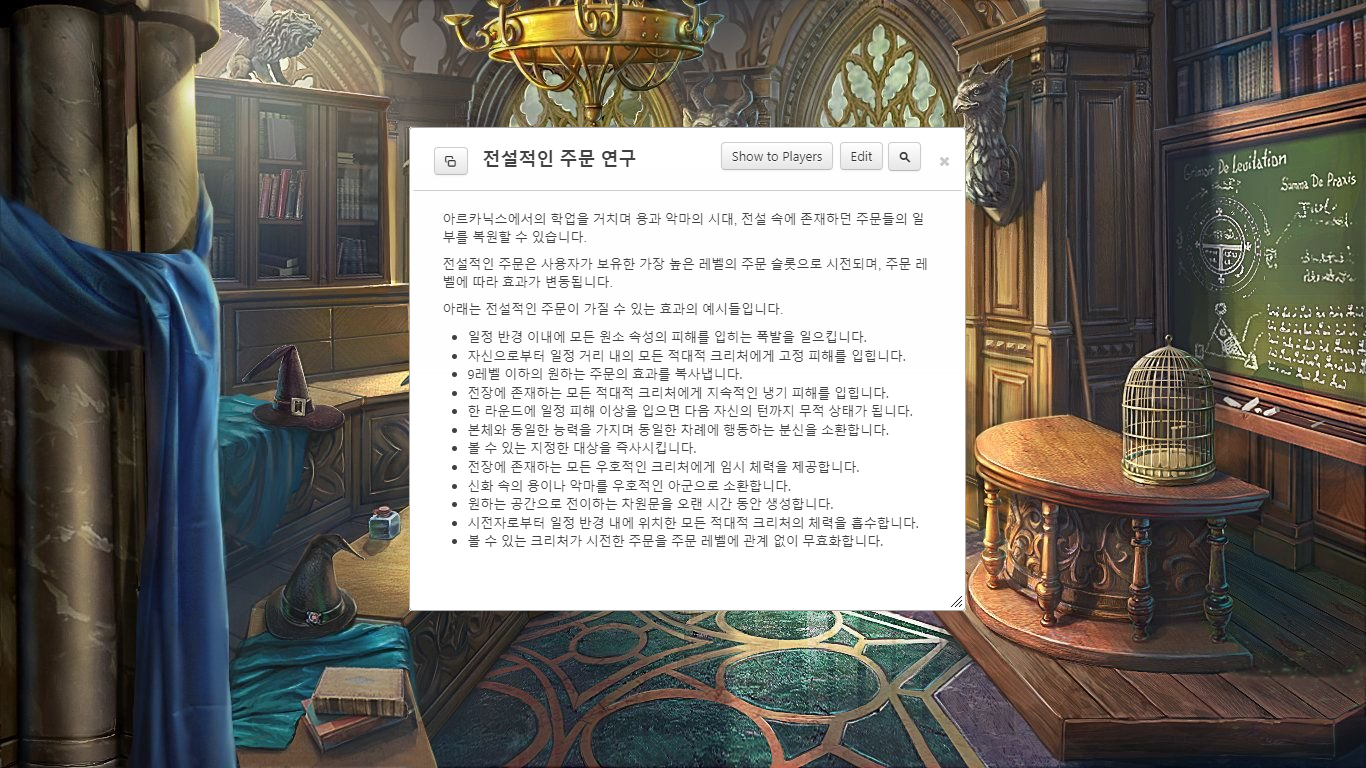 전설적인 주문 연구
Show to Players
Edit
아르카닉스에서의 학업을 거치며 용과 악마의 시대, 전설 속에 존재하던 주문들의 일
부를 복원할 수 있습니다.
전설적인 주문은 사용자가 보유한 가장 높은 레벨의 주문 슬롯으로 시전되며, 주문 레
벨에 따라 효과가 변동됩니다.
아래는 전설적인 주문이 가질 수 있는 효과의 예시들입니다.
• 일정 반경 이내에 모든 원소 속성의 피해를 입히는 폭발을 일으킵니다.
• 자신으로부터 일정 거리 내의 모든 적대적 크리처에게 고정 피해를 입힙니다.
• 9레벨 이하의 원하는 주문의 효과를 복사냅니다.
• 전장에 존재하는 모든 적대적 크리처에게 지속적인 냉기 피해를 입힙니다.
• 한 라운드에 일정 피해 이상을 입으면 다음 자신의 턴까지 무적 상태가 됩니다.
• 본체와 동일한 능력을 가지며 동일한 차례에 행동하는 분신을 소환합니다.
• 볼 수 있는 지정한 대상을 즉사시킵니다.
• 전장에 존재하는 모든 우호적인 크리처에게 임시 체력을 제공합니다.
• 신화 속의 용이나 악마를 우호적인 아군으로 소환합니다.
• 원하는 공간으로 전이하는 차원문을 오랜 시간 동안 생성합니다.
• 시전자로부터 일정 반경 내에 위치한 모든 적대적 크리처의 체력을 흡수합니다.
• 볼 수 있는 크리처가 시전한 주문을 주문 레벨에 관계 없이 무효화합니다.
Grimoir De Levitation
Summa De Praxis